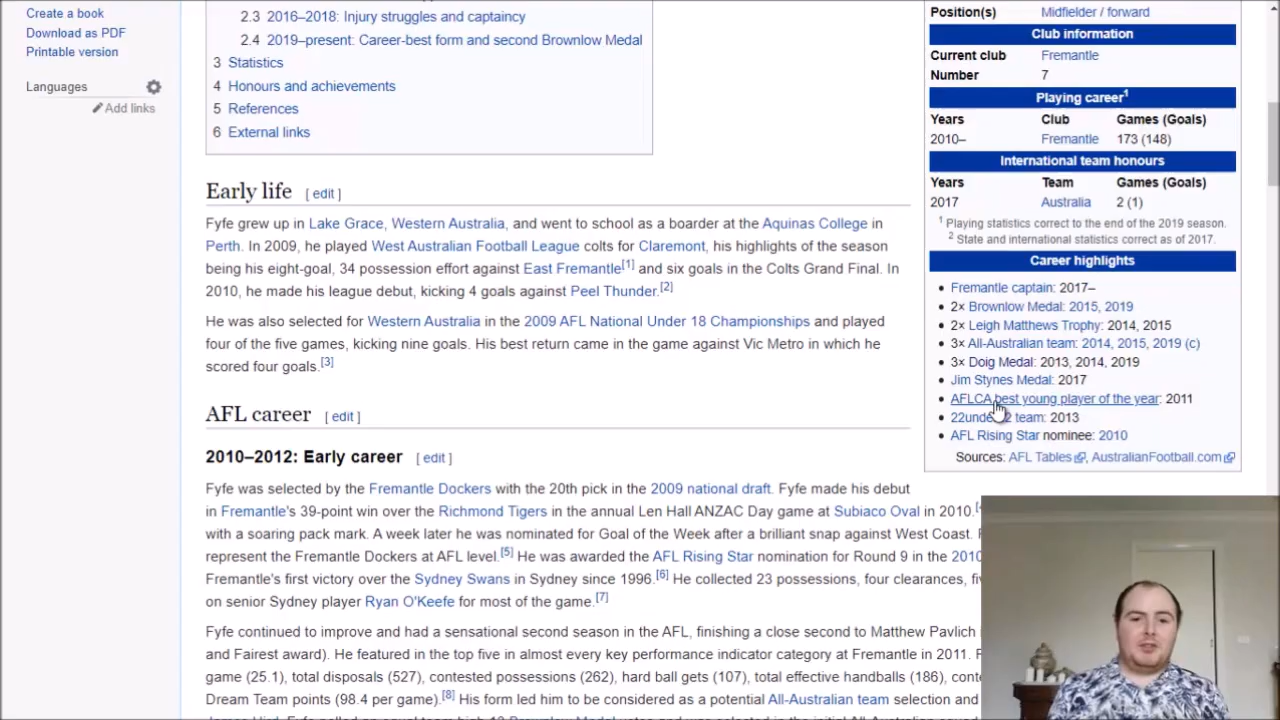 Create a book
Download as PDF
Printable version
Languages
Add links
2.3 2016–2018: Injury struggles and captaincy
2.4 2019–present: Career-best form and second Brownlow Medal
3 Statistics
4 Honours and achievements
5 References
6 External links
Early life [ edit ]
Fyfe grew up in Lake Grace, Western Australia, and went to school as a boarder at the Aquinas College in
Perth. In 2009, he played West Australian Football League colts for Claremont, his highlights of the season
being his eight-goal, 34 possession effort against East Fremantle[1] and six goals in the Colts Grand Final. In
2010, he made his league debut, kicking 4 goals against Peel Thunder.[2]
He was also selected for Western Australia in the 2009 AFL National Under 18 Championships and played
four of the five games, kicking nine goals. His best return came in the game against Vic Metro in which he
scored four goals.[3]
AFL career [ edit ]
2010–2012: Early career [ edit ]
Fyfe was selected by the Fremantle Dockers with the 20th pick in the 2009 national draft. Fyfe made his debut
in Fremantle's 39-point win over the Richmond Tigers in the annual Len Hall ANZAC Day game at Subiaco Oval in 2010.
with a soaring pack mark. A week later he was nominated for Goal of the Week after a brilliant snap against West Coast.
represent the Fremantle Dockers at AFL level.[5] He was awarded the AFL Rising Star nomination for Round 9 in the 2010
Fremantle's first victory over the Sydney Swans in Sydney since 1996.[6] He collected 23 possessions, four clearances,
on senior Sydney player Ryan O'Keefe for most of the game.[7]
Fyfe continued to improve and had a sensational second season in the AFL, finishing a close second to Matthew Pavlich
and Fairest award). He featured in the top five in almost every key performance indicator category at Fremantle in 2011.
game (25.1), total disposals (527), contested possessions (262), hard ball gets (107), total effective handballs (186),
Dream Team points (98.4 per game).[8] His form led him to be considered as a potential All-Australian team selection and
Position(s) Midfielder / forward
Club information
Current club Fremantle
Number 7
Playing career1
Years Club Games (Goals)
2010– Fremantle 173 (148)
International team honours
Years Team Games (Goals)
2017 Australia 2 (1)
1 Playing statistics correct to the end of the 2019 season.
2 State and international statistics correct as of 2017.
Career highlights
• Fremantle captain: 2017–
• 2× Brownlow Medal: 2015, 2019
• 2× Leigh Matthews Trophy: 2014, 2015
• 3× All-Australian team: 2014, 2015, 2019 (c)
• 3× Doig Medal: 2013, 2014, 2019
• Jim Stynes Medal: 2017
• AFLCA best young player of the year: 2011
• 22under22 team: 2013
• AFL Rising Star nominee: 2010
Sources: AFL Tables, AustralianFootball.com